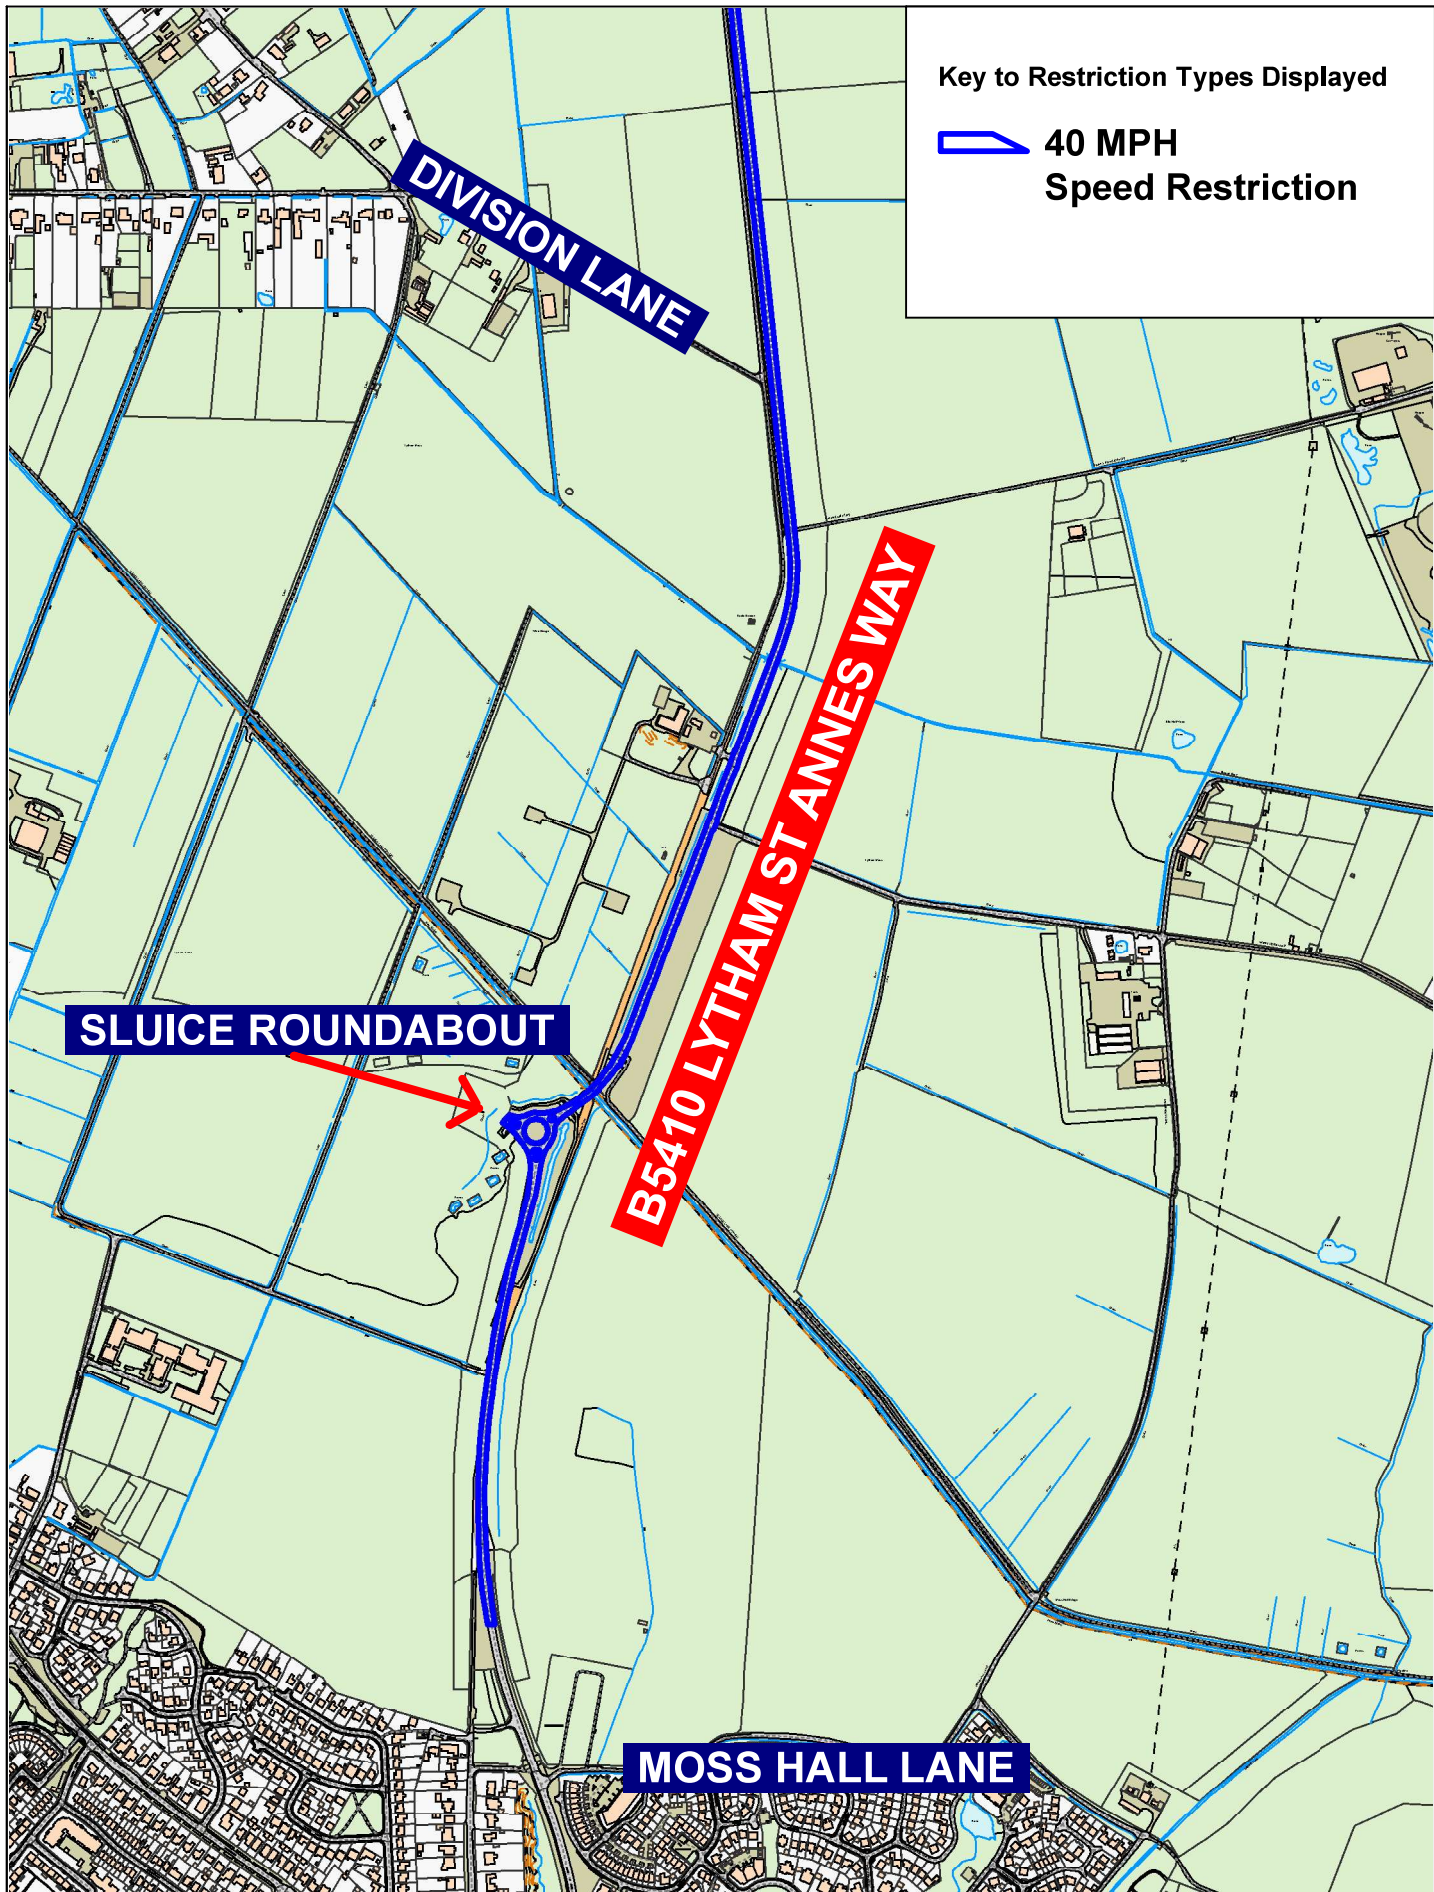 Key to Restriction Types Displayed
40 MPH
Speed Restriction
DIVISION LANE
B5410 LYTHAM ST ANNES WAY
SLUICE ROUNDABOUT
MOSS HALL LANE